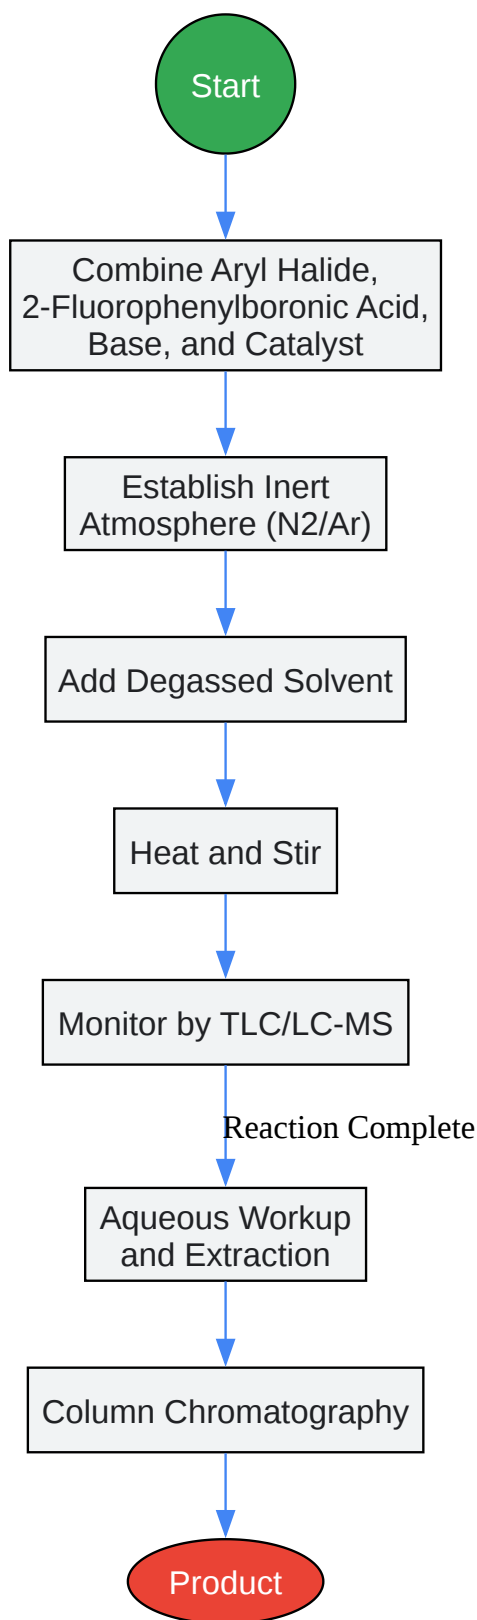 Start
Combine Aryl Halide,
2-Fluorophenylboronic Acid,
Base, and Catalyst
Establish Inert
Atmosphere (N2/Ar)
Add Degassed Solvent
Heat and Stir
Monitor by TLC/LC-MS
Reaction Complete
Aqueous Workup
and Extraction
Column Chromatography
Product